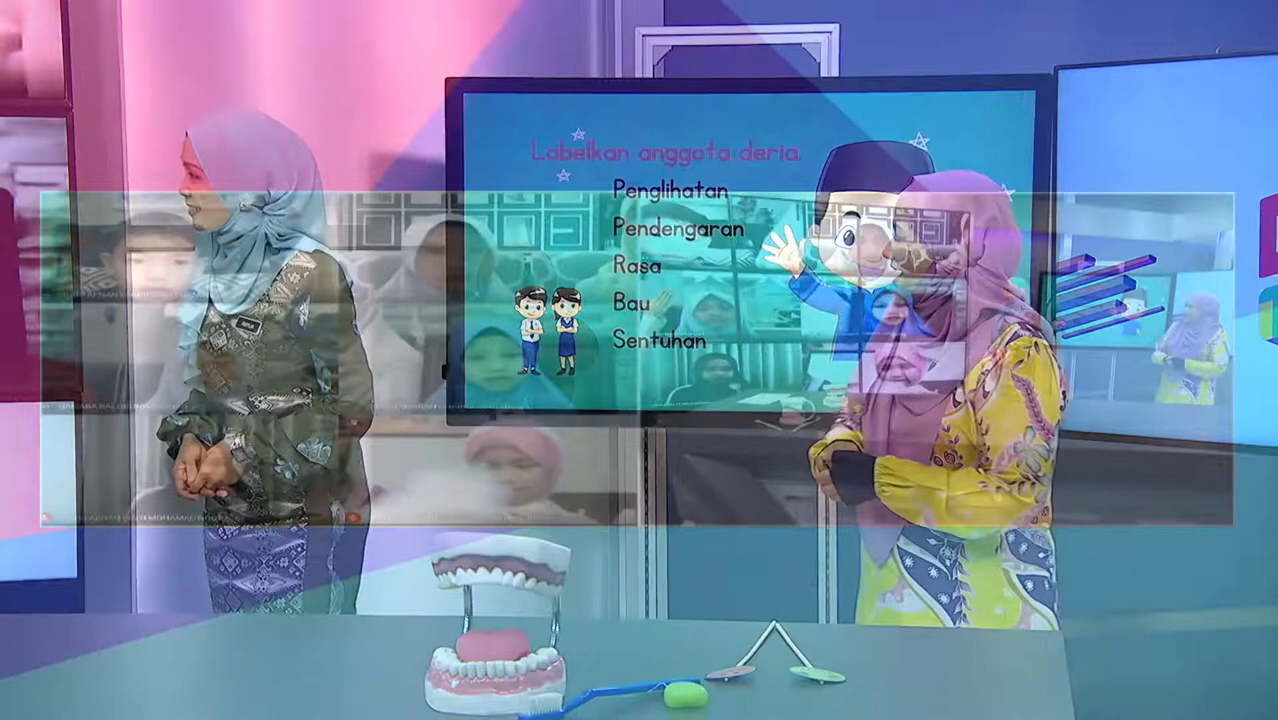 Labelkan anggota deria.
Penglihatan
Pendengaran
Rasa
Bau
Sentuhan